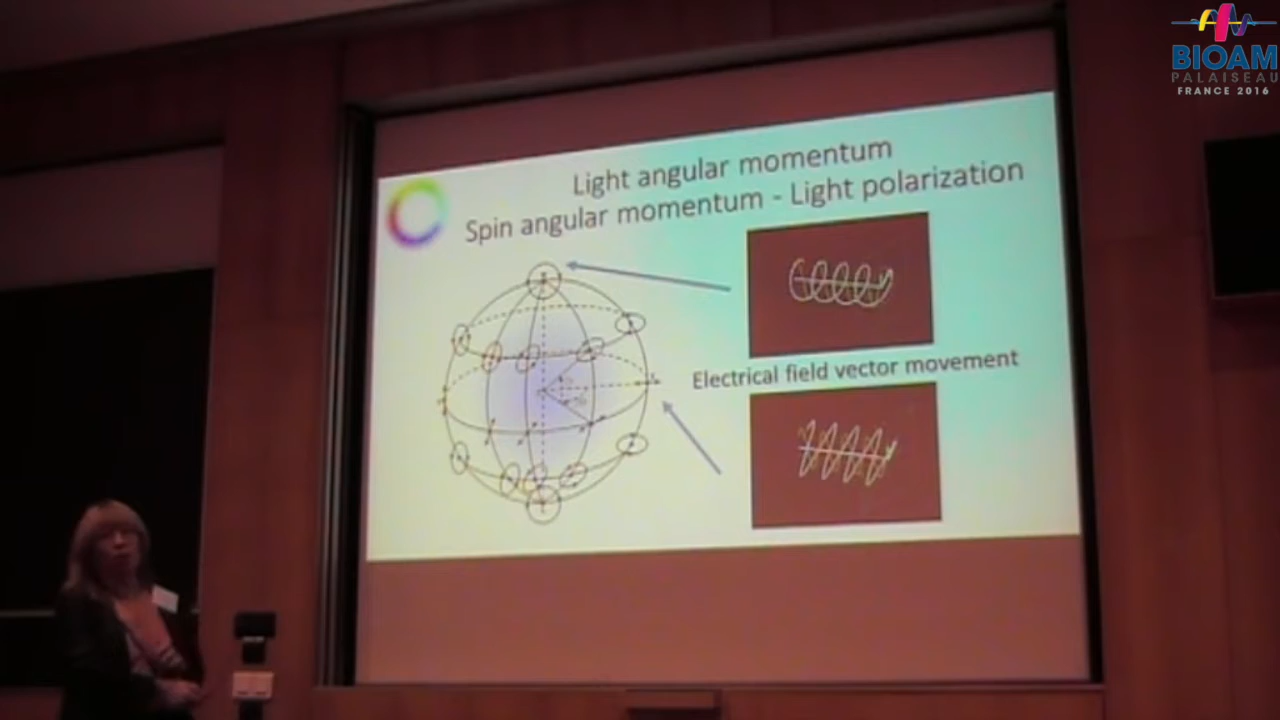 BIOAM
PALAISEAU
FRANCE 2016
Light angular momentum
Spin angular momentum - Light polarization
Electrical field vector movement